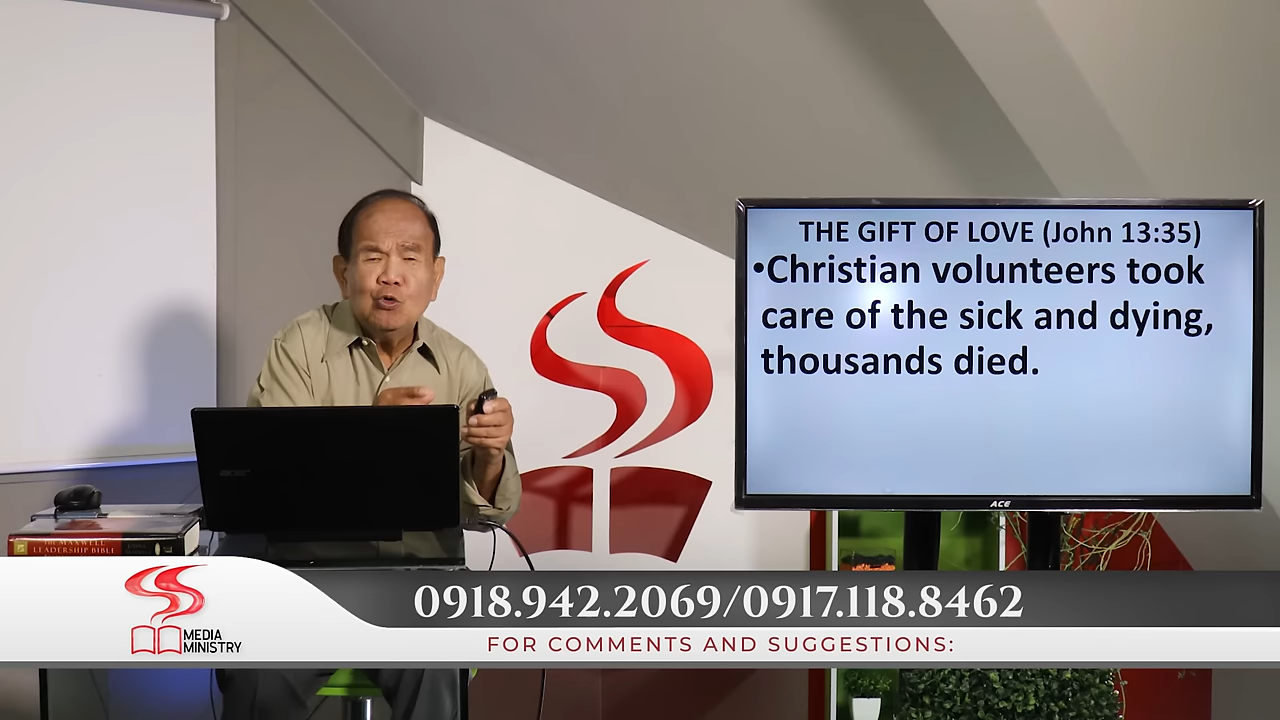 THE GIFT OF LOVE (John 13:35)
•Christian volunteers took
care of the sick and dying,
thousands died.
ACE
acer
THE MAXWELL
LEADERSHIP BIBLE
MEDIA
MINISTRY
0918.942.2069/0917.118.8462
FOR COMMENTS AND SUGGESTIONS: